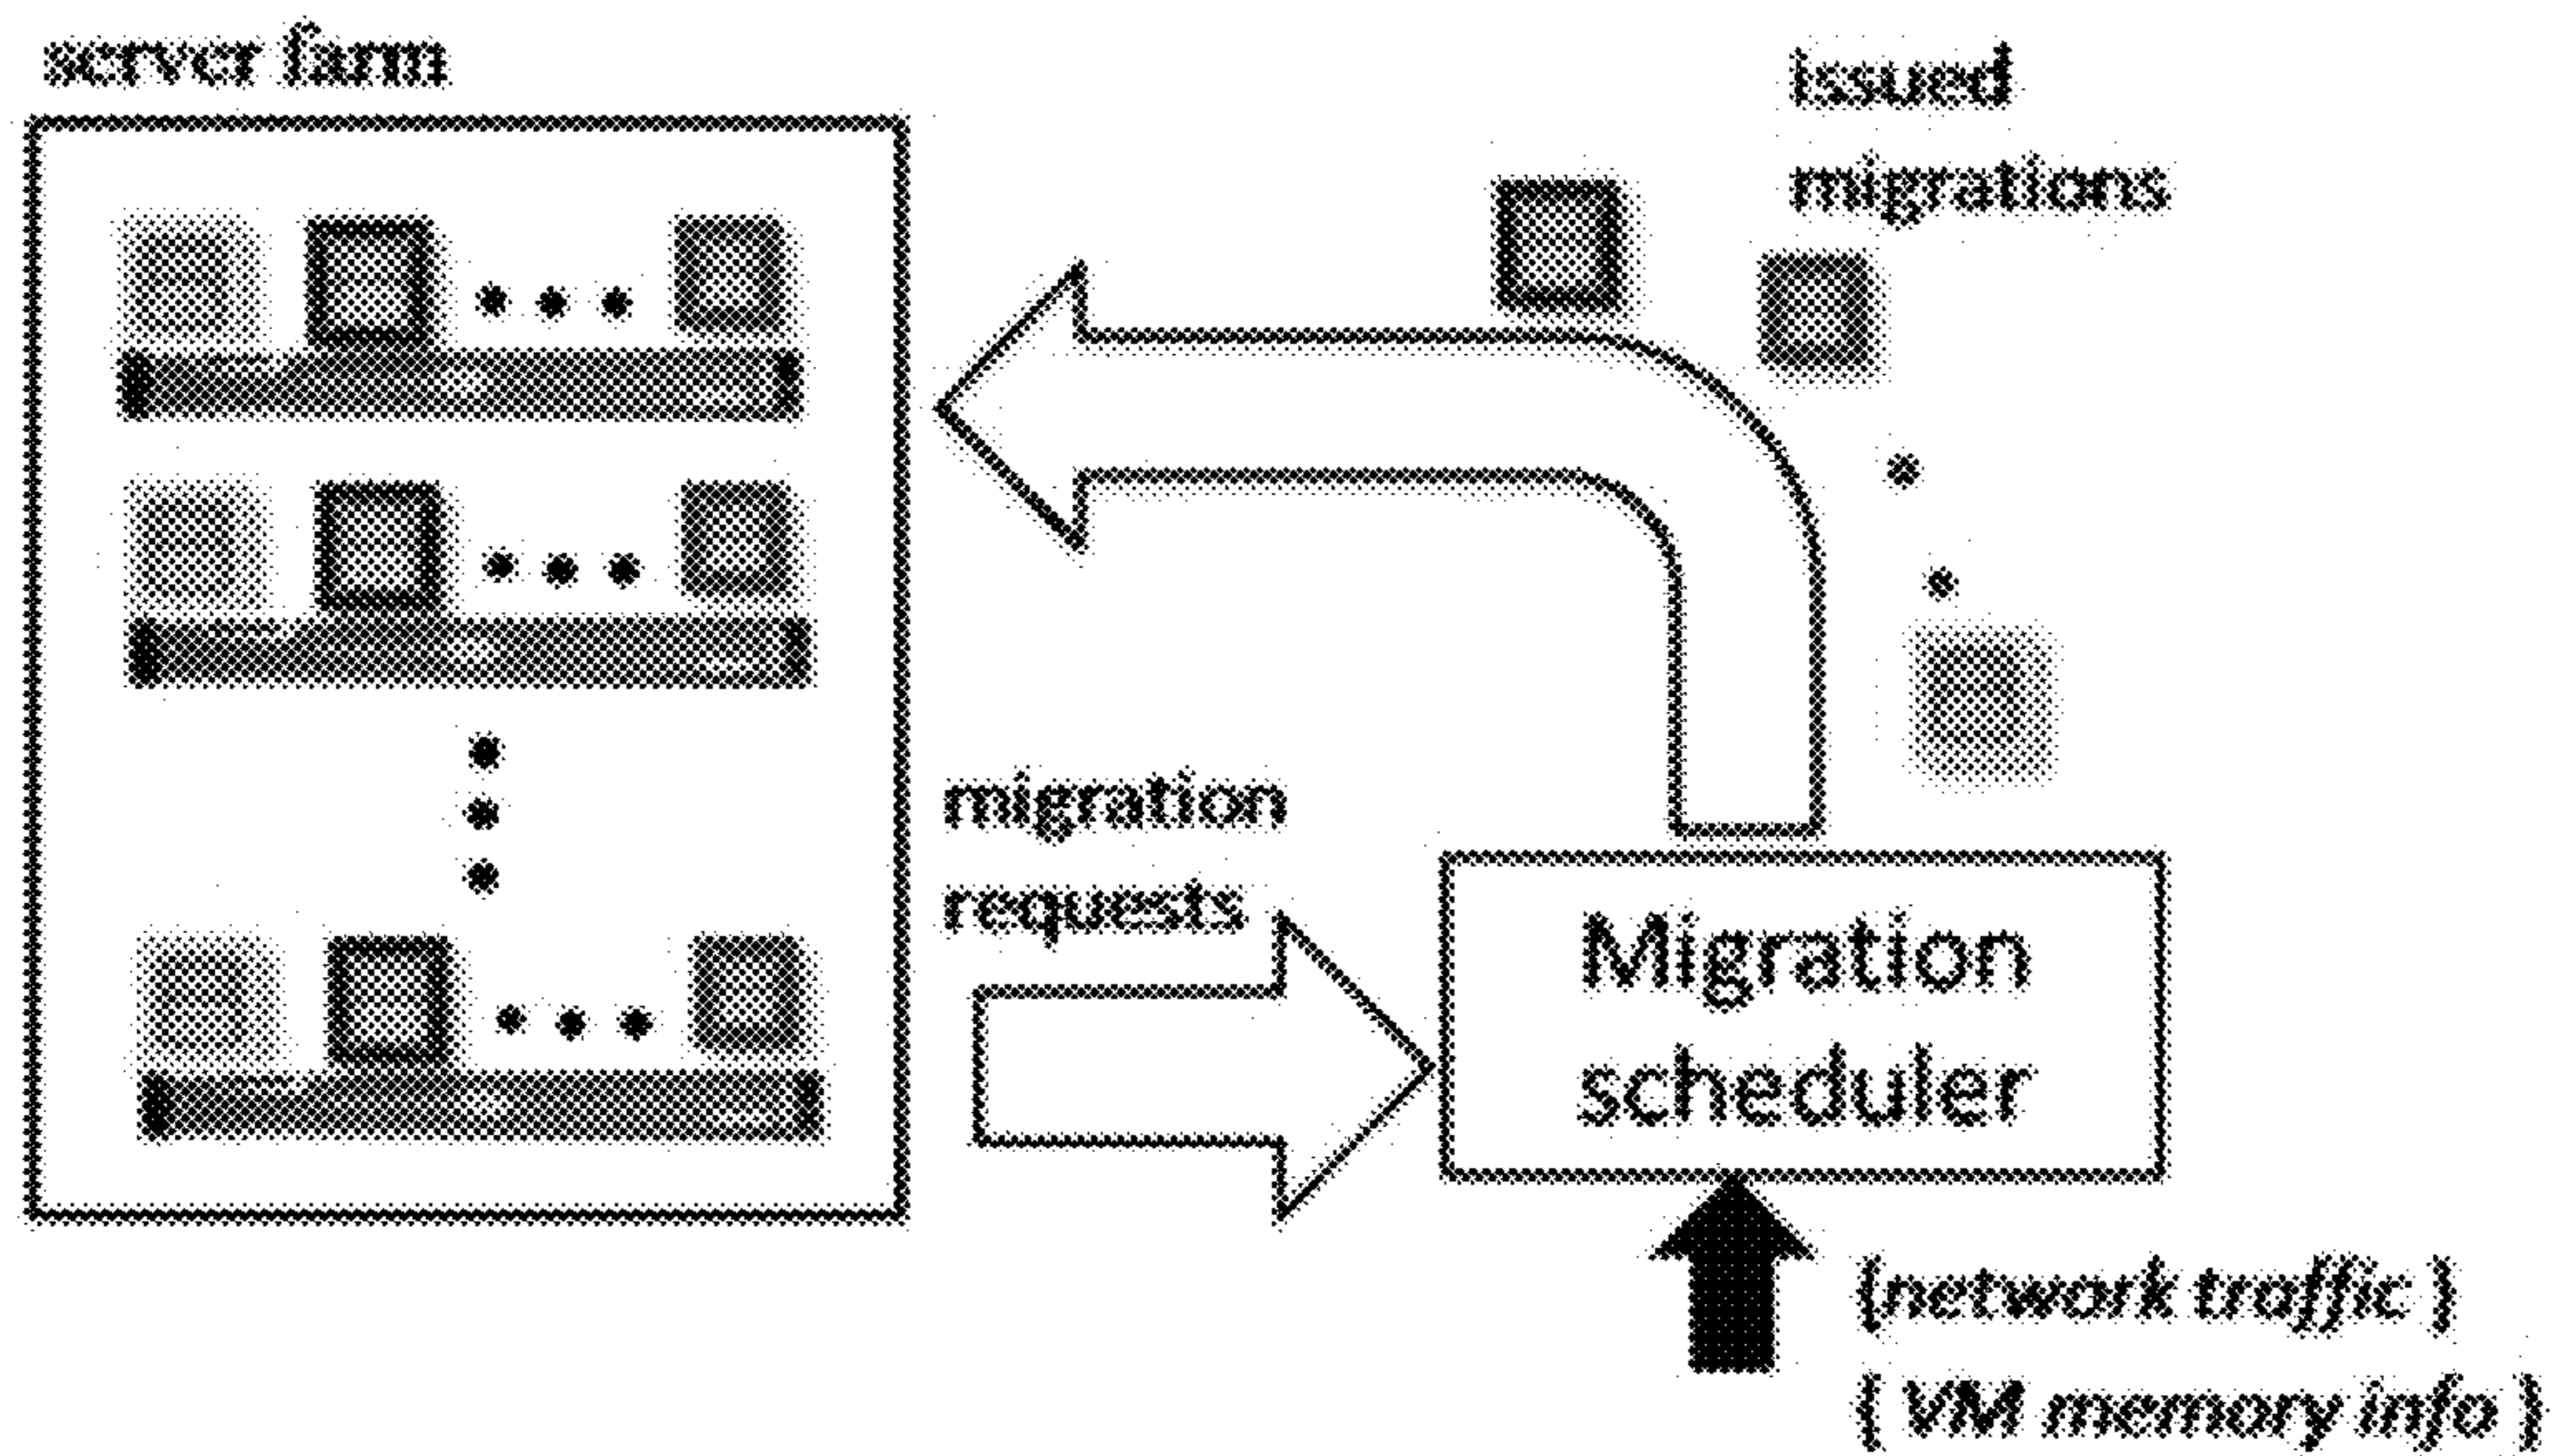 server farm
issued
migrations
migration
requests
Migration
scheduler
{network traffic }
{ VM memory info }